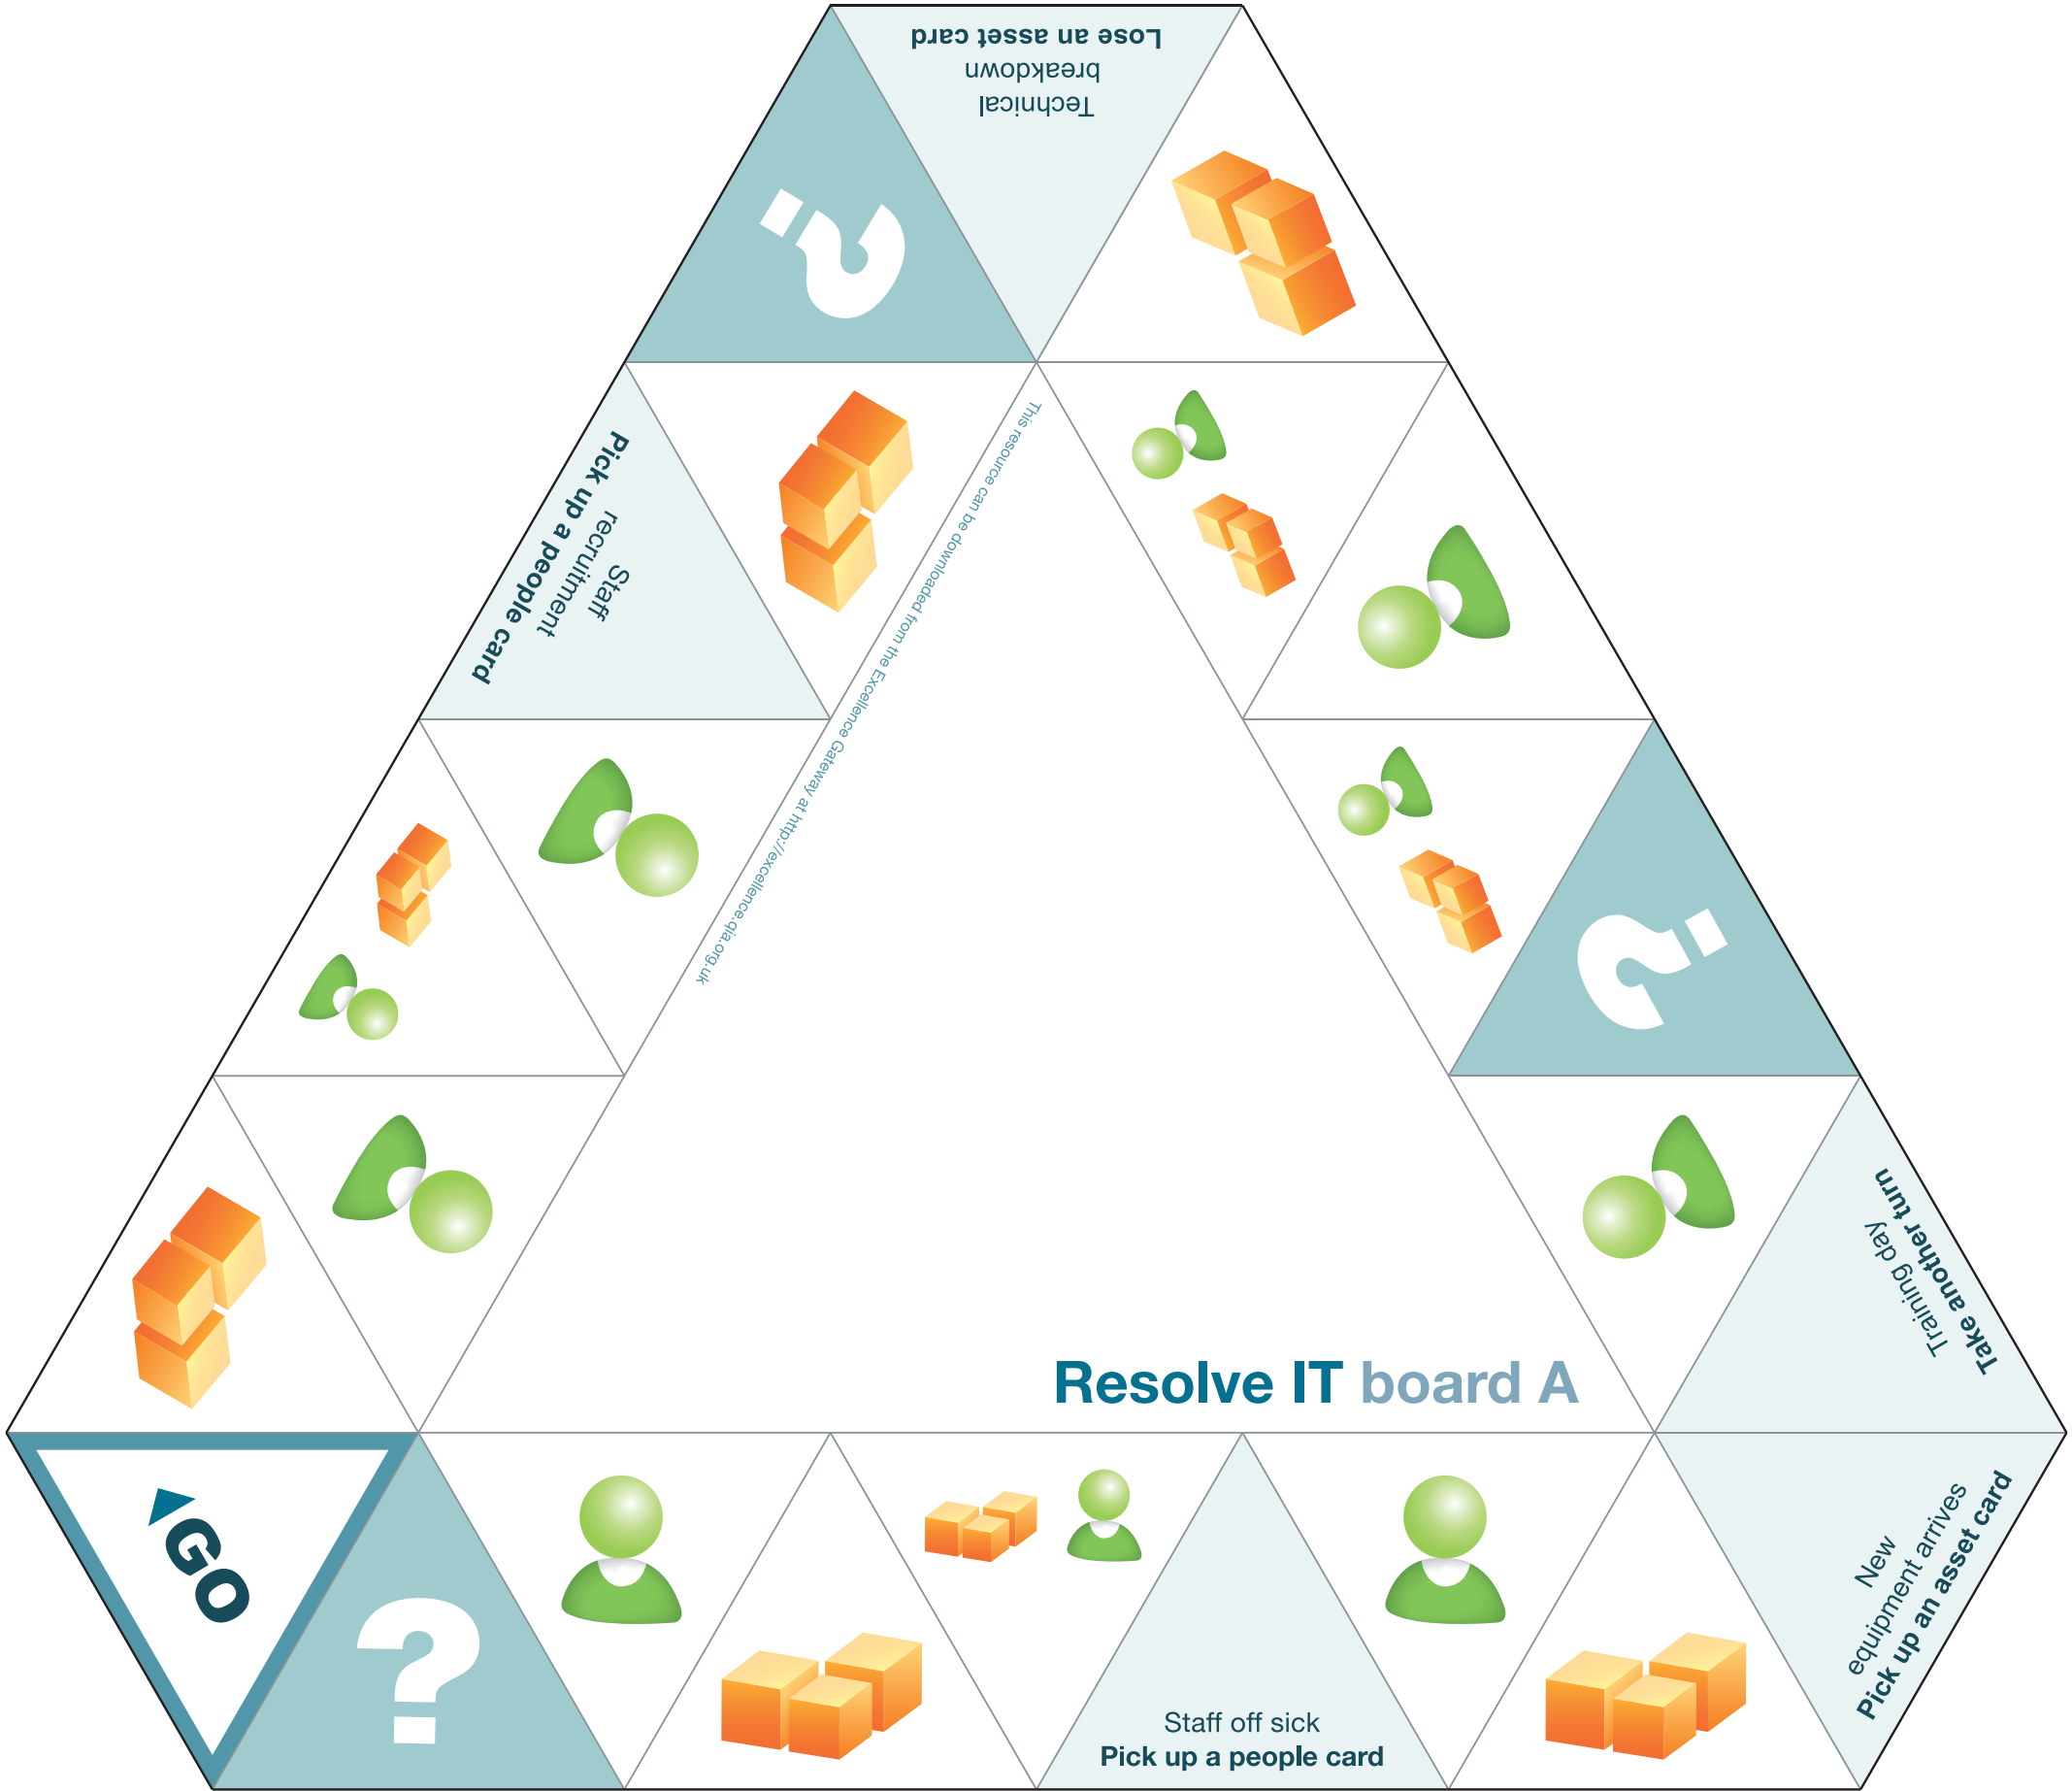 Lose an asset card
breakdown
Technical
?
Pick up a people card
recruitment
Staff
This resource can be downloaded from the Excellence Gateway at http://excellence.qia.org.uk
?
Training day
Take another turn
Resolve IT board A
GO
?
Staff off sick
Pick up a people card
New
equipment arrives
Pick up an asset card